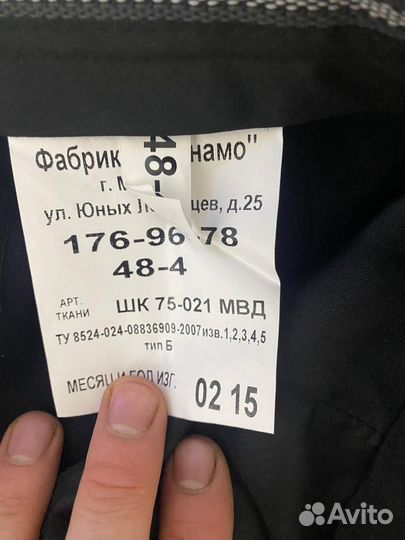 48-
Фабрик намо"
г. М
ул. Юных Л цев, д.25
176-96-78
48-4
АРТ. ТКАНИ ШК 75-021 МВД
ТУ 8524-024-08836909-2007изв.1,2,3,4,5
тип Б
МЕСЯЦ И ГОД ИЗГ. 02 15
Avito